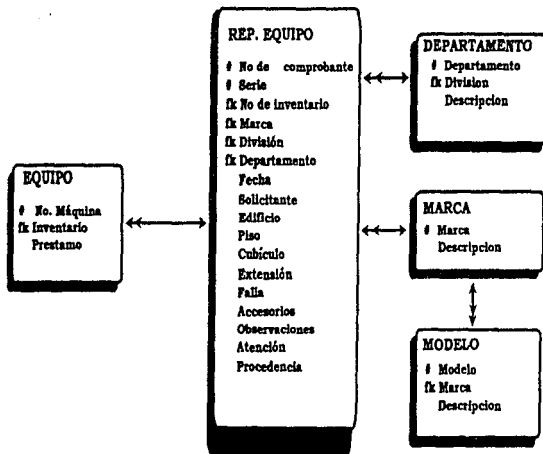 REP. EQUIPO
# No de comprobante
# Serie
fk No de inventario
fk Marca
fk División
fk Departamento
Fecha
Solicitante
Edificio
Piso
Cubículo
Extensión
Falla
Accesorios
Observaciones
Atención
Procedencia
EQUIPO
# No. Máquina
fk Inventario
Prestamo
DEPARTAMENTO
# Departamento
fk Division
Descripcion
MARCA
# Marca
Descripcion
MODELO
# Modelo
fk Marca
Descripcion